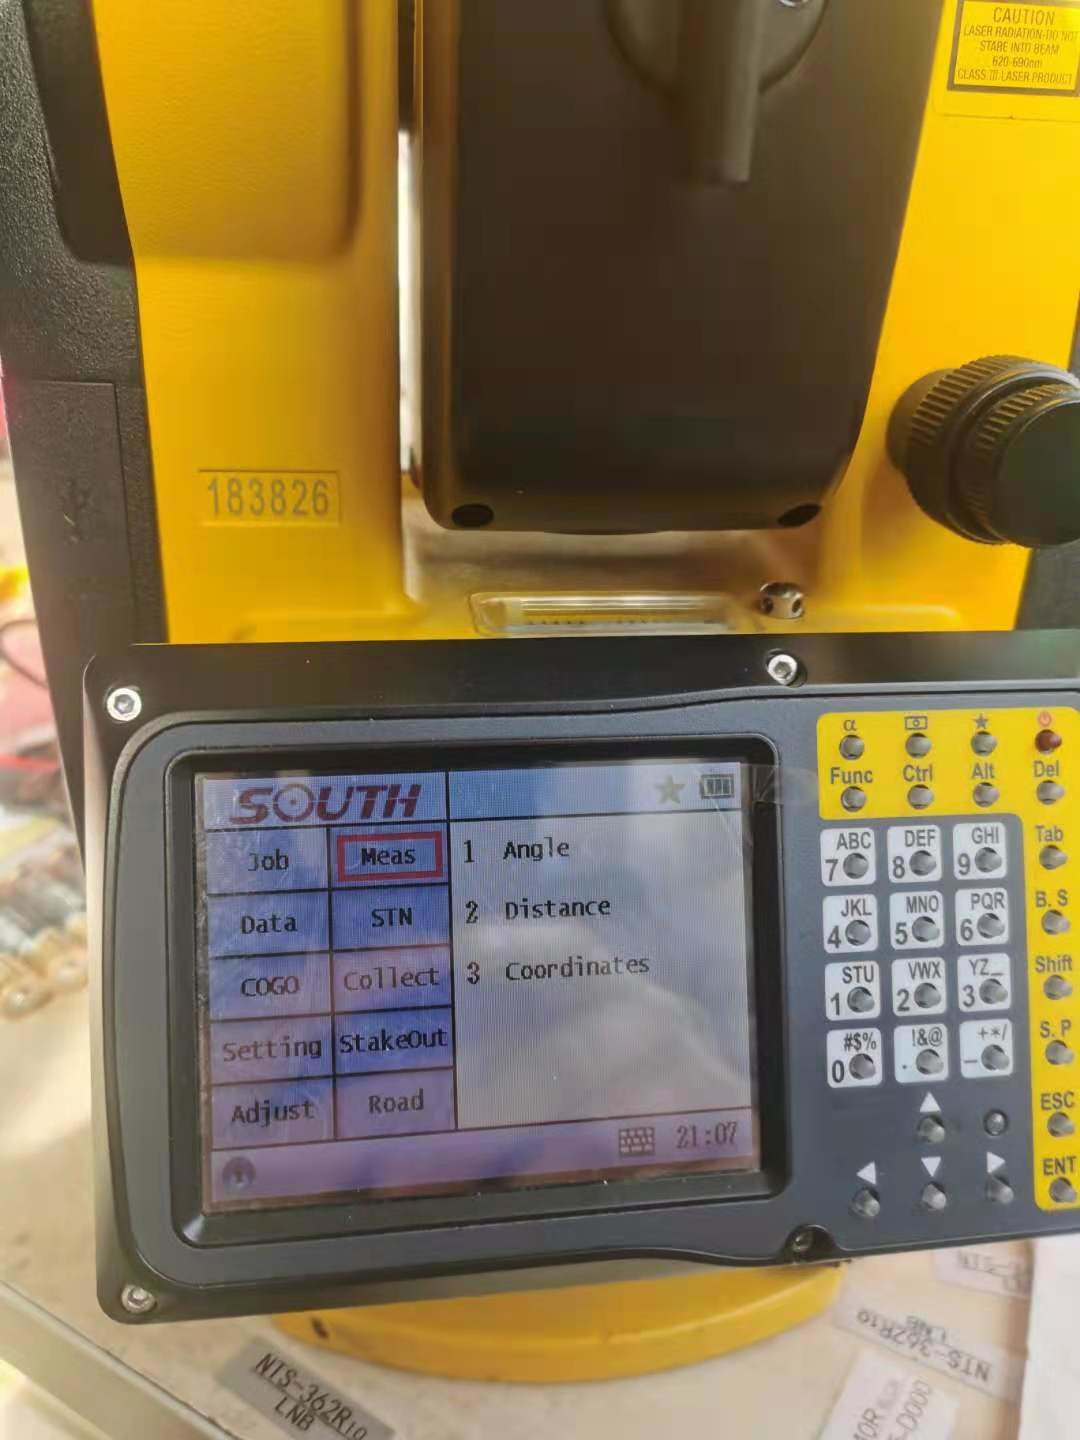 CAUTION
LASER RADIATION-DO NOT
STARE INTO BEAM
620-690nm
CLASS III LASER PRODUCT
183826
α
Func Ctrl Alt Del
SOUTH
Job Meas
Data STN
COGO Collect
Setting StakeOut
Adjust Road
1 Angle
2 Distance
3 Coordinates
21:07
ABC DEF GHI
7 8 9
JKL MNO PQR
4 5 6
STU VWX YZ_
1 2 3
#$% !&@ +*/
0 . -
Tab
B.S
Shift
S.P
ESC
ENT
NTS-362R10
LNB
NTS-362R10
LNB